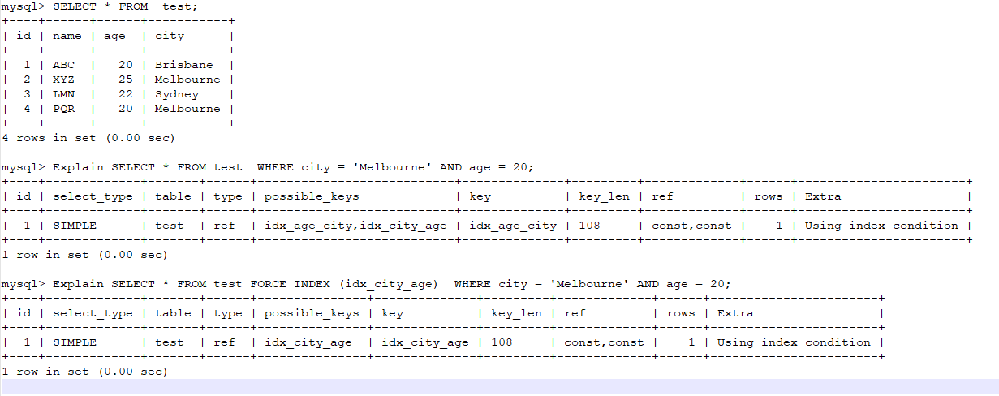 mysql> SELECT * FROM  test;
+----+------+------+-----------+
| id | name | age  | city      |
+----+------+------+-----------+
|  1 | ABC  |   20 | Brisbane  |
|  2 | XYZ  |   25 | Melbourne |
|  3 | LMN  |   22 | Sydney    |
|  4 | PQR  |   20 | Melbourne |
+----+------+------+-----------+
4 rows in set (0.00 sec)
mysql> Explain SELECT * FROM test  WHERE city = 'Melbourne' AND age = 20;
+----+-------------+-------+------+---------------------------+--------------+---------+-------------+------+-----------------------+
| id | select_type | table | type | possible_keys             | key          | key_len | ref         | rows | Extra                 |
+----+-------------+-------+------+---------------------------+--------------+---------+-------------+------+-----------------------+
|  1 | SIMPLE      | test  | ref  | idx_age_city,idx_city_age | idx_age_city | 108     | const,const |    1 | Using index condition |
+----+-------------+-------+------+---------------------------+--------------+---------+-------------+------+-----------------------+
1 row in set (0.00 sec)
mysql> Explain SELECT * FROM test FORCE INDEX (idx_city_age)  WHERE city = 'Melbourne' AND age = 20;
+----+-------------+-------+------+---------------+--------------+---------+-------------+------+-----------------------+
| id | select_type | table | type | possible_keys | key          | key_len | ref         | rows | Extra                 |
+----+-------------+-------+------+---------------+--------------+---------+-------------+------+-----------------------+
|  1 | SIMPLE      | test  | ref  | idx_city_age  | idx_city_age | 108     | const,const |    1 | Using index condition |
+----+-------------+-------+------+---------------+--------------+---------+-------------+------+-----------------------+
1 row in set (0.00 sec)